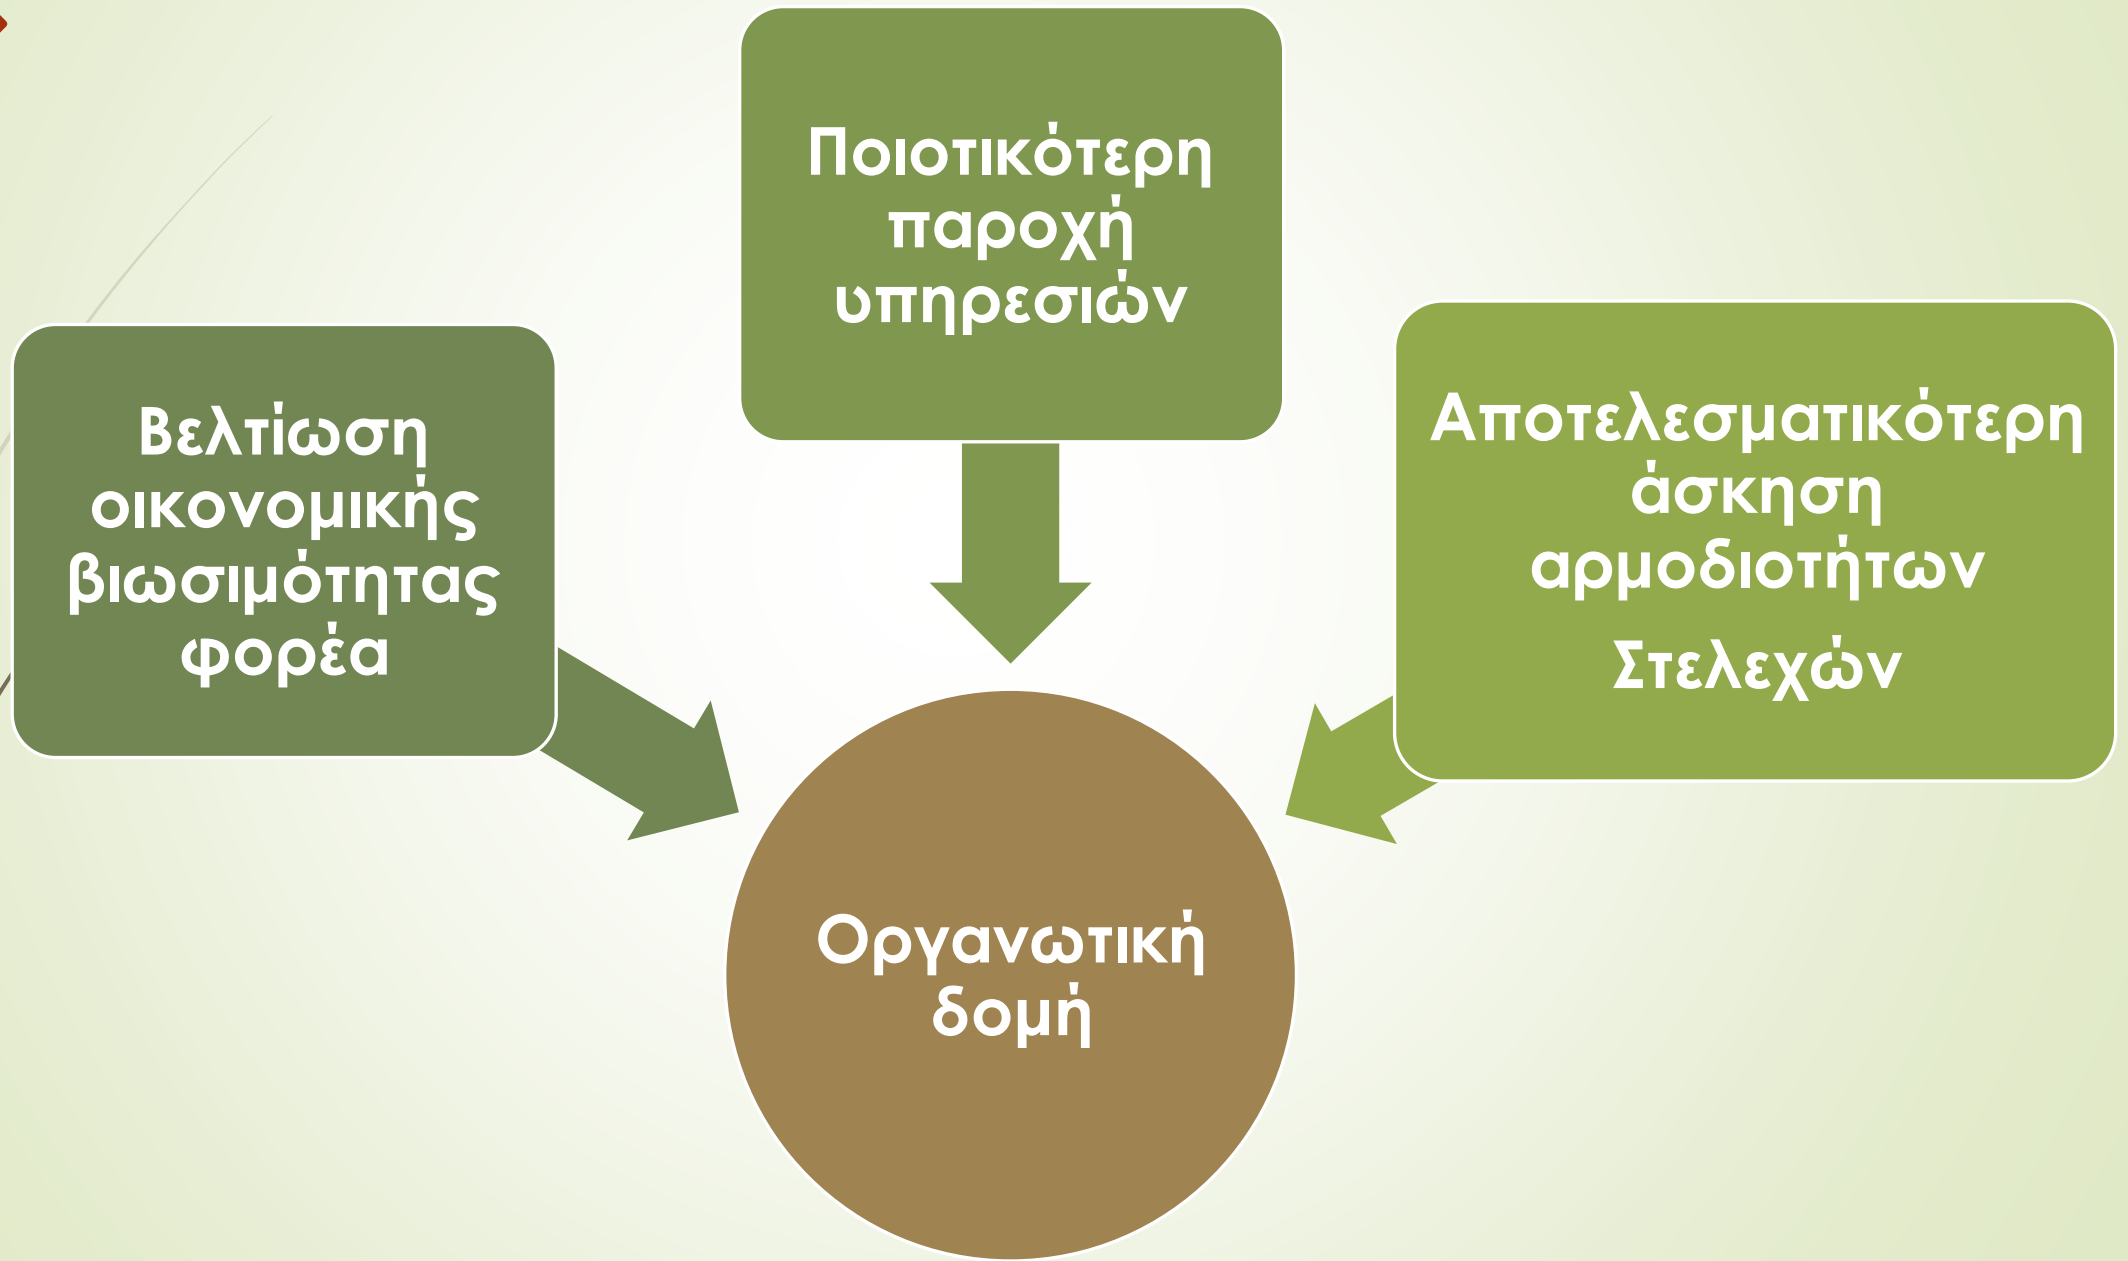 Ποιοτικότερη
παροχή
υπηρεσιών
Βελτίωση
οικονομικής
βιωσιμότητας
φορέα
Αποτελεσματικότερη
άσκηση
αρμοδιοτήτων
Στελεχών
Οργανωτική
δομή